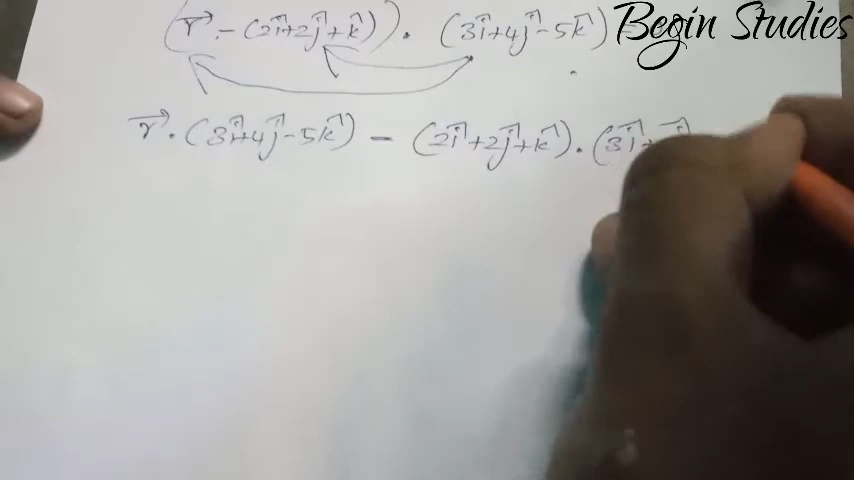 (r⃗ - (2î+2ĵ+k̂)) . (3î+4ĵ-5k̂) Begin Studies
r⃗ . (3î+4ĵ-5k̂) - (2î+2ĵ+k̂) . (3î+